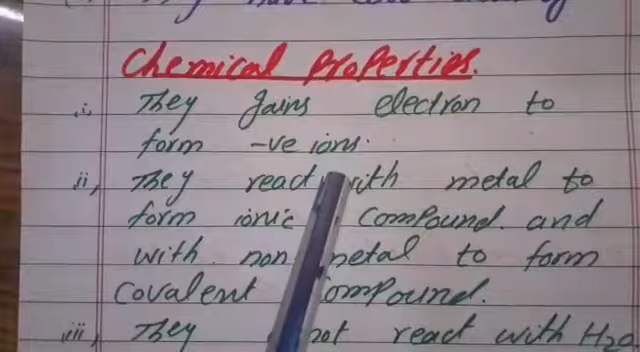 Chemical Properties.
i, They gains electron to
form -ve ions.
ii, They react with metal to
form ionic compound. and
with non metal to form
Covalent compound.
iii, They not react with H2O